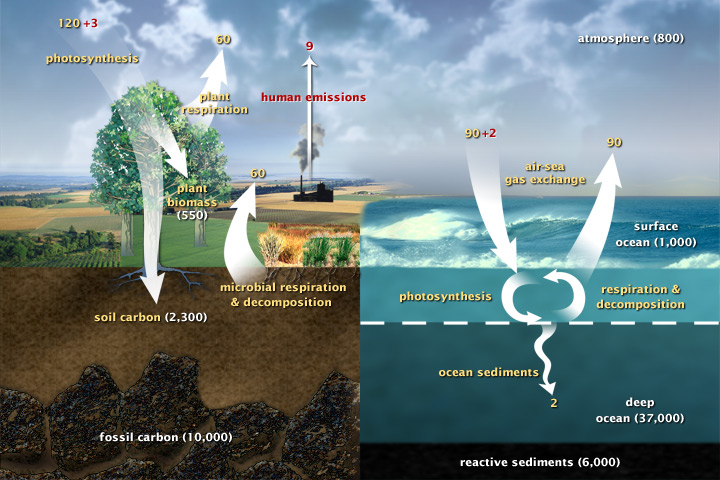 120 +3
photosynthesis
60
plant
respiration
9
human emissions
atmosphere (800)
plant
biomass
(550)
60
microbial respiration
& decomposition
soil carbon (2,300)
fossil carbon (10,000)
90+2
90
air-sea
gas exchange
surface
ocean (1,000)
photosynthesis
respiration &
decomposition
ocean sediments
2
deep
ocean (37,000)
reactive sediments (6,000)